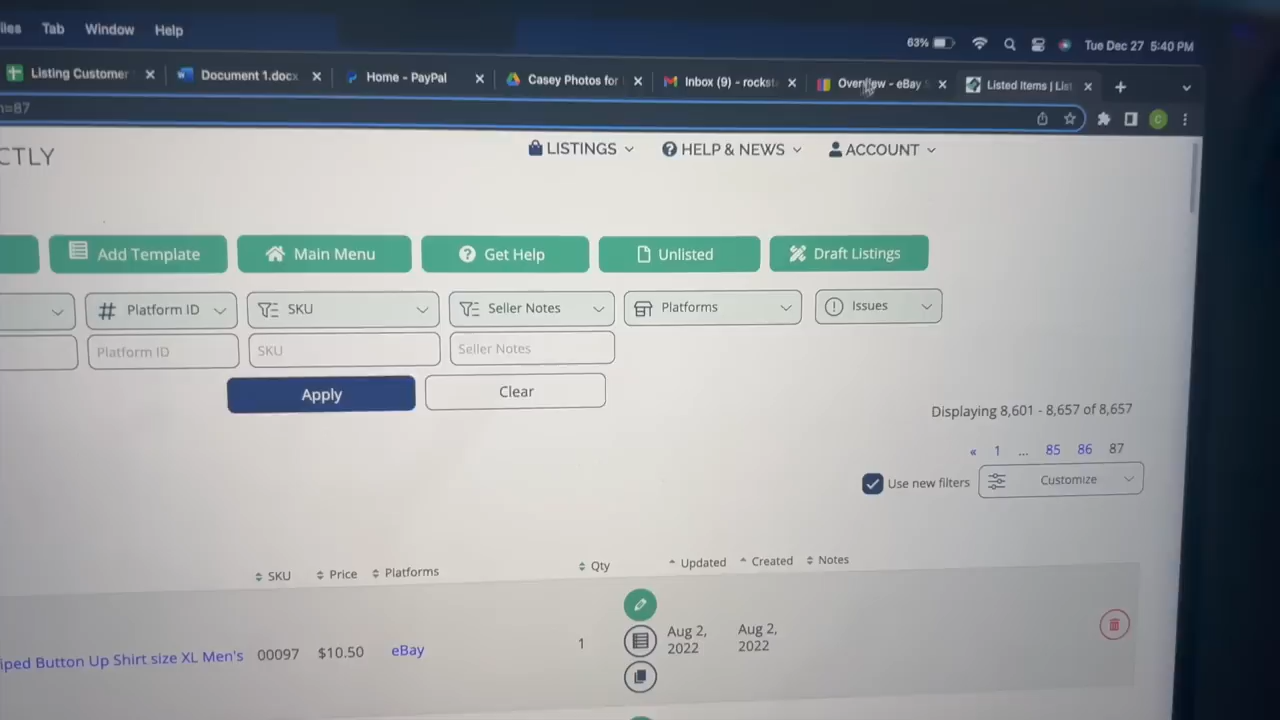 iles Tab Window Help
63% Tue Dec 27 5:40 PM
Listing Customer Document 1.docx Home - PayPal Casey Photos for Inbox (9) - rocksta Overview - eBay Listed Items | List
n=87
CTLY LISTINGS HELP & NEWS ACCOUNT
Add Template Main Menu Get Help Unlisted Draft Listings
Platform ID SKU Seller Notes Platforms Issues
Platform ID SKU Seller Notes
Apply Clear
Displaying 8,601 - 8,657 of 8,657
« 1 ... 85 86 87
Use new filters Customize
SKU Price Platforms Qty Updated Created Notes
iped Button Up Shirt size XL Men's 00097 $10.50 eBay 1 Aug 2, 2022 Aug 2, 2022